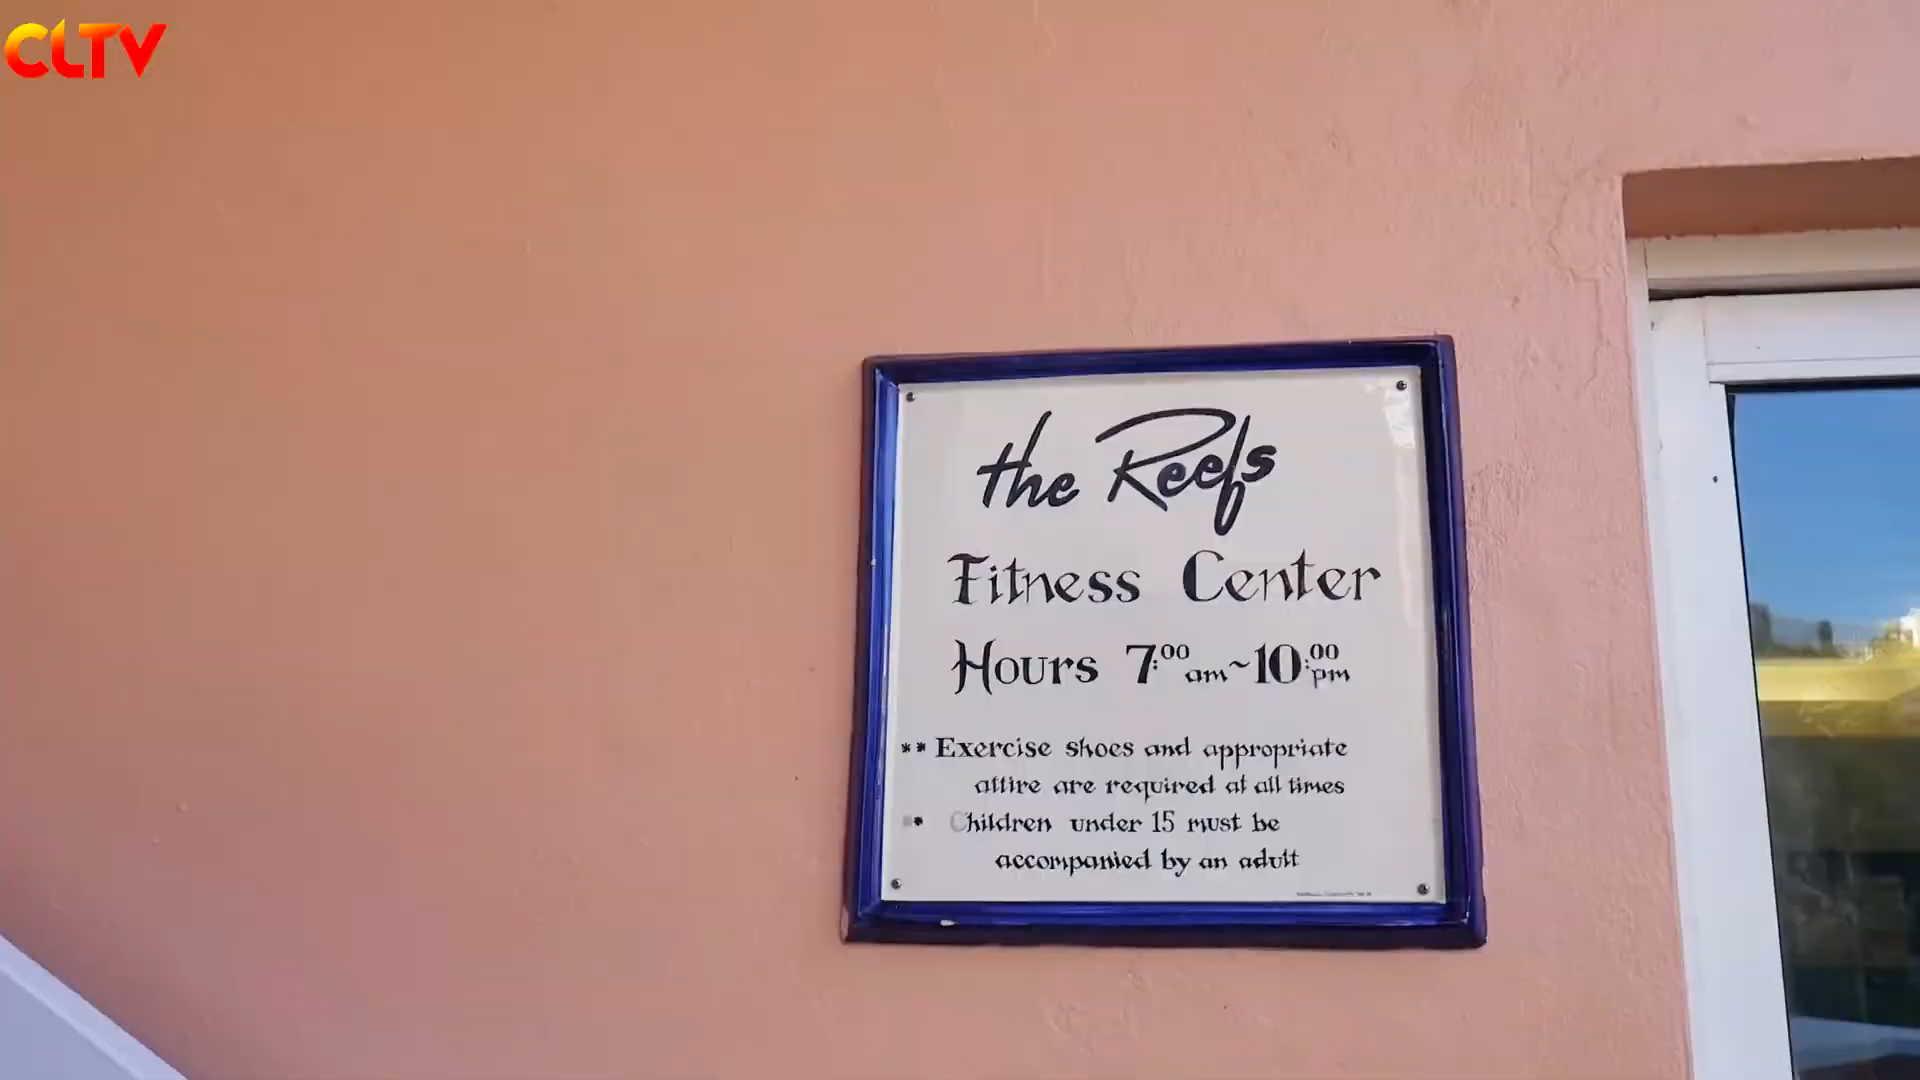 CLTV
the Reefs
Fitness Center
Hours 7:00 am~10:00 pm
** Exercise shoes and appropriate
attire are required at all times
** Children under 15 must be
accompanied by an adult